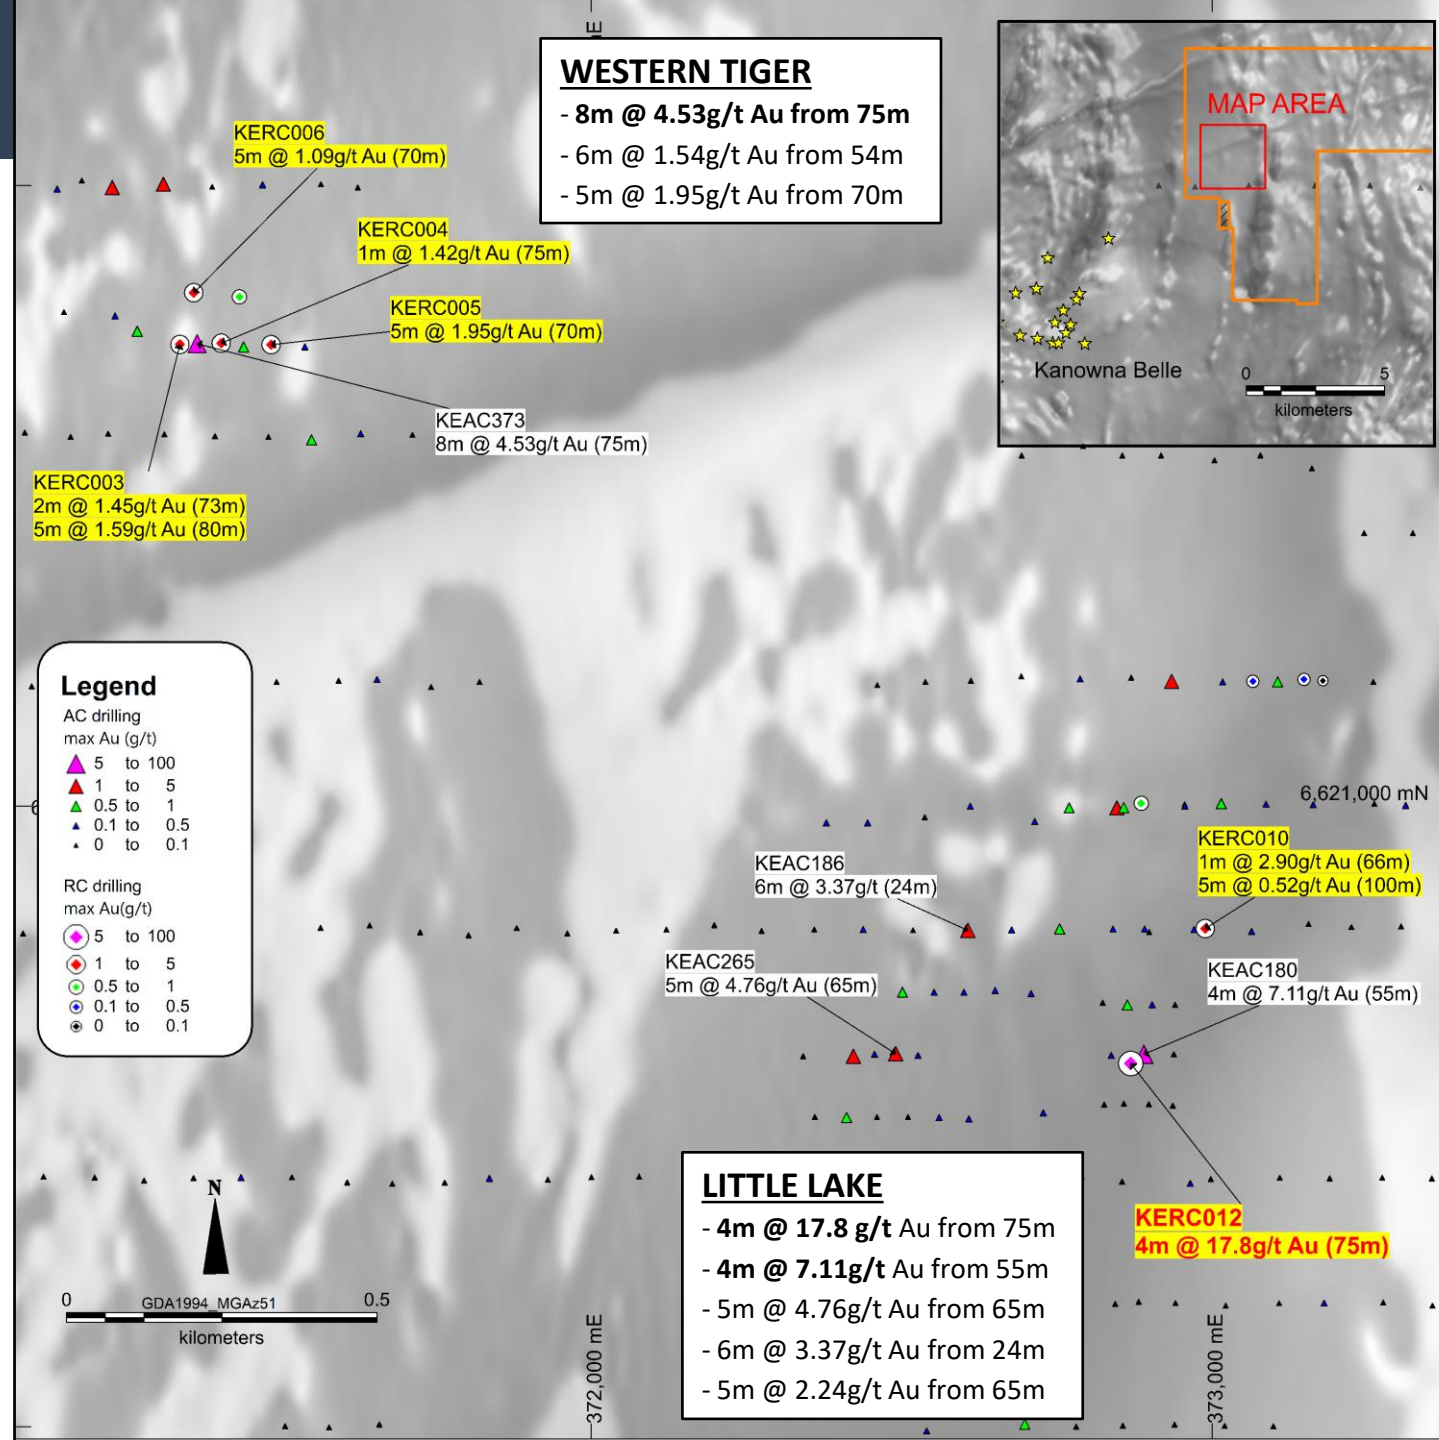 WESTERN TIGER
- 8m @ 4.53g/t Au from 75m
- 6m @ 1.54g/t Au from 54m
- 5m @ 1.95g/t Au from 70m
MAP AREA
Kanowna Belle
0 5
kilometers
KERC006
5m @ 1.09g/t Au (70m)
KERC004
1m @ 1.42g/t Au (75m)
KERC005
5m @ 1.95g/t Au (70m)
KEAC373
8m @ 4.53g/t Au (75m)
KERC003
2m @ 1.45g/t Au (73m)
5m @ 1.59g/t Au (80m)
Legend
AC drilling
max Au (g/t)
5 to 100
1 to 5
0.5 to 1
0.1 to 0.5
0 to 0.1
RC drilling
max Au(g/t)
5 to 100
1 to 5
0.5 to 1
0.1 to 0.5
0 to 0.1
6,621,000 mN
KERC010
1m @ 2.90g/t Au (66m)
5m @ 0.52g/t Au (100m)
KEAC186
6m @ 3.37g/t (24m)
KEAC265
5m @ 4.76g/t Au (65m)
KEAC180
4m @ 7.11g/t Au (55m)
KERC012
4m @ 17.8g/t Au (75m)
LITTLE LAKE
- 4m @ 17.8 g/t Au from 75m
- 4m @ 7.11g/t Au from 55m
- 5m @ 4.76g/t Au from 65m
- 6m @ 3.37g/t Au from 24m
- 5m @ 2.24g/t Au from 65m
N
0 GDA1994_MGAz51 0.5
kilometers
372,000 mE
373,000 mE